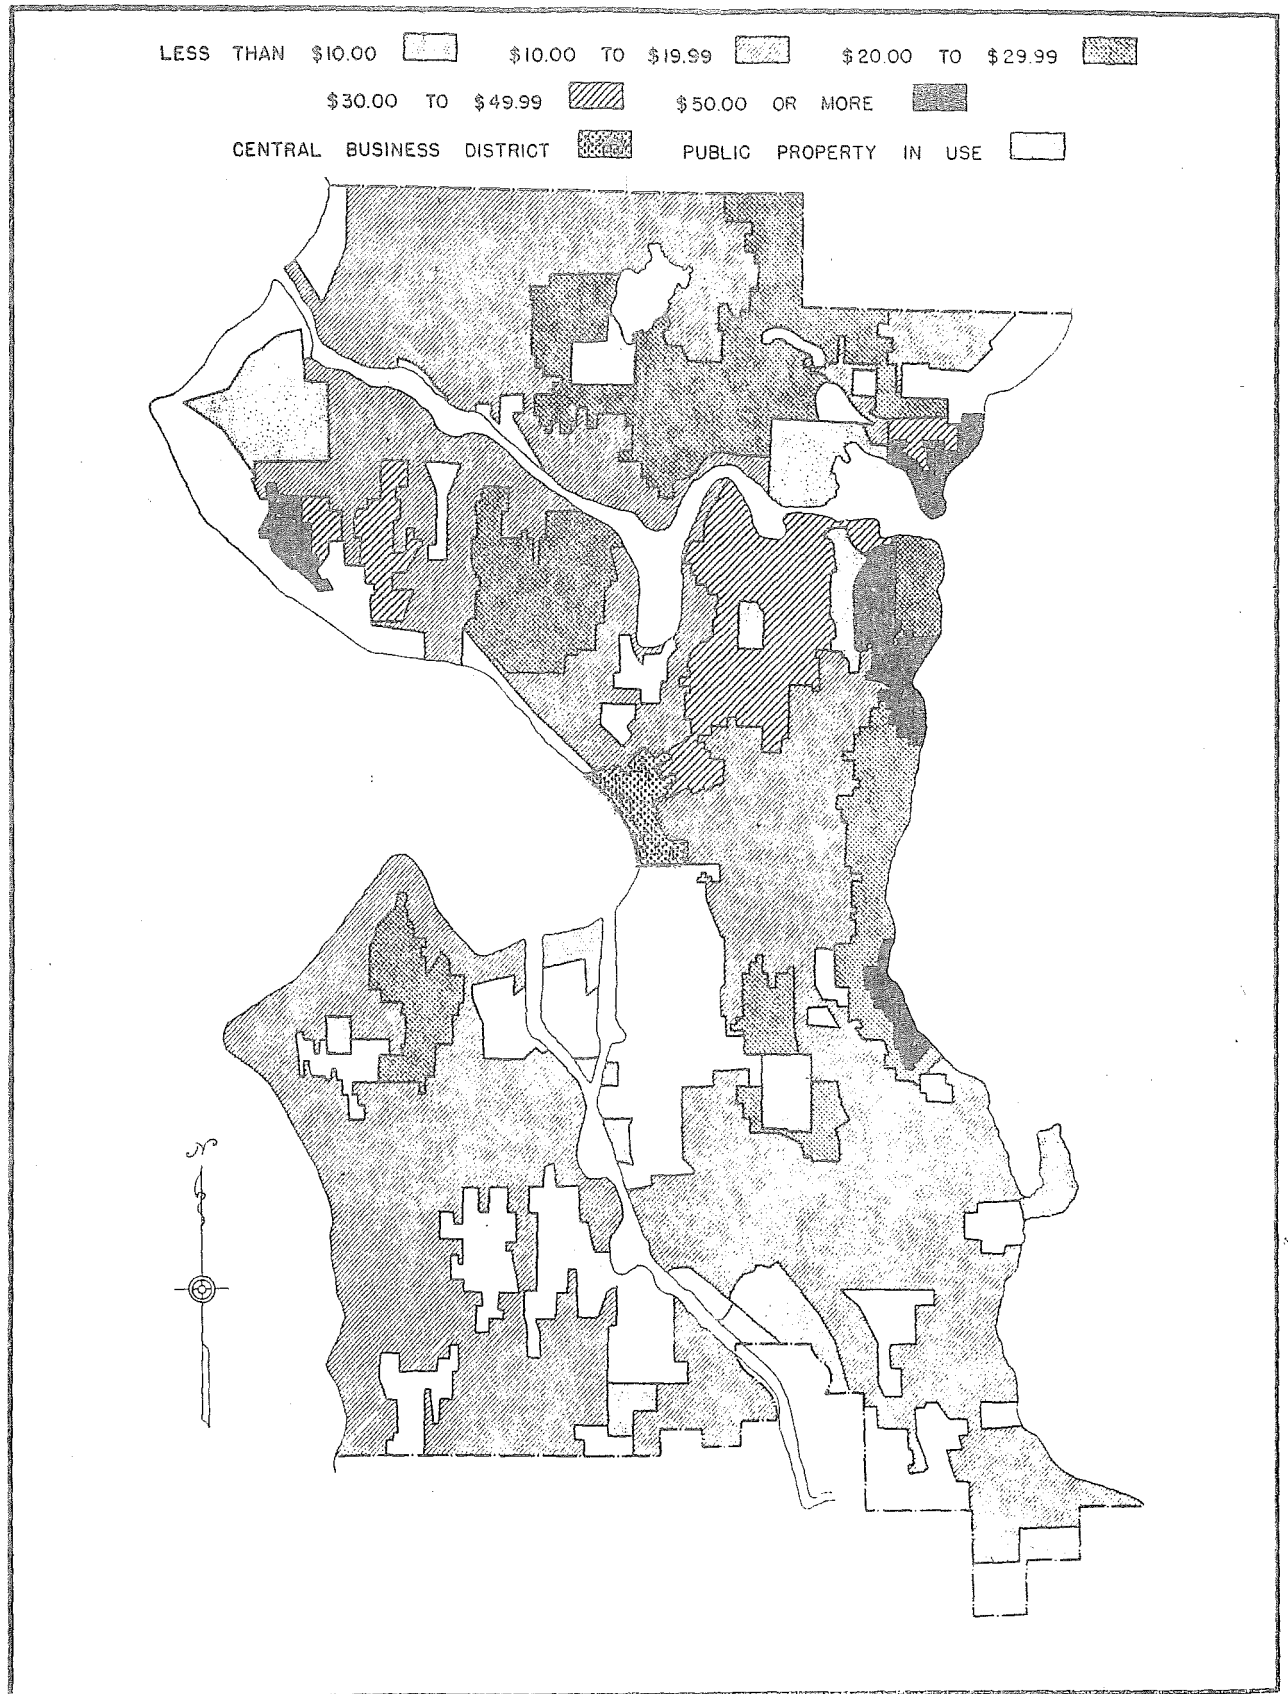 LESS THAN $10.00 $10.00 TO $19.99 $20.00 TO $29.99
$30.00 TO $49.99 $50.00 OR MORE
CENTRAL BUSINESS DISTRICT PUBLIC PROPERTY IN USE
N